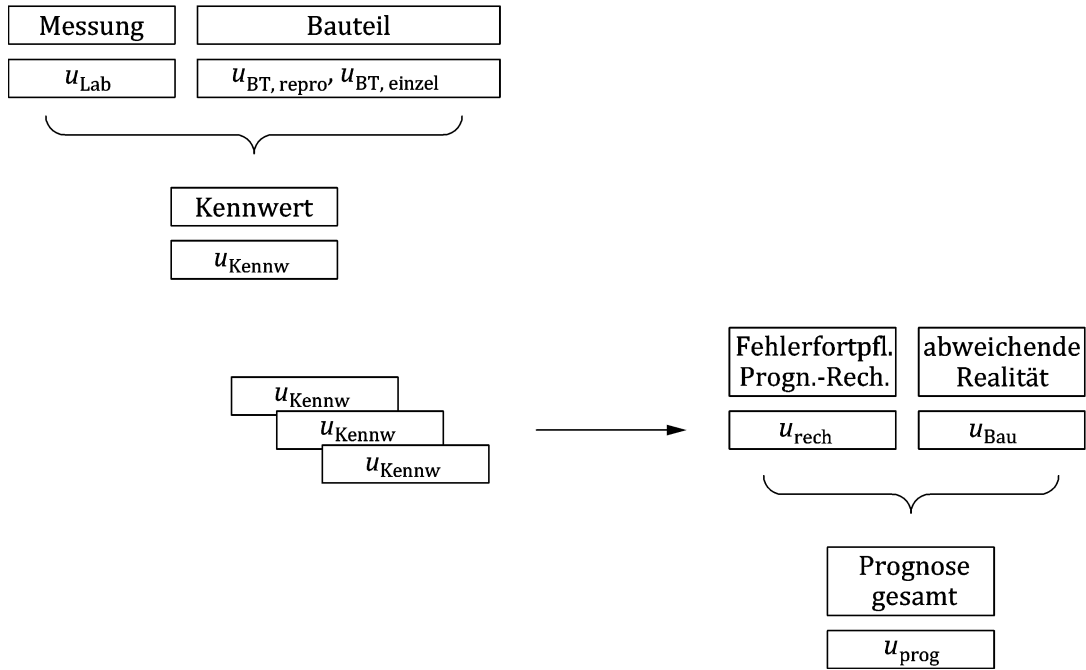 Messung
Bauteil
u_Lab
u_BT, repro, u_BT, einzel
Kennwert
u_Kennw
u_Kennw
u_Kennw
u_Kennw
Fehlerfortpfl.
Progn.-Rech.
abweichende
Realität
u_rech
u_Bau
Prognose
gesamt
u_prog